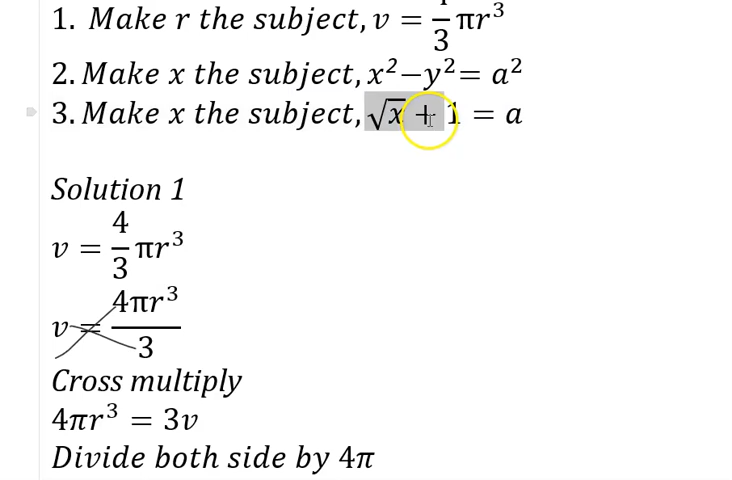 1. Make r the subject, v = 4/3 πr³
2. Make x the subject, x² − y² = a²
3. Make x the subject, √x + 1 = a
Solution 1
v = 4/3 πr³
v = 4πr³/3
Cross multiply
4πr³ = 3v
Divide both side by 4π